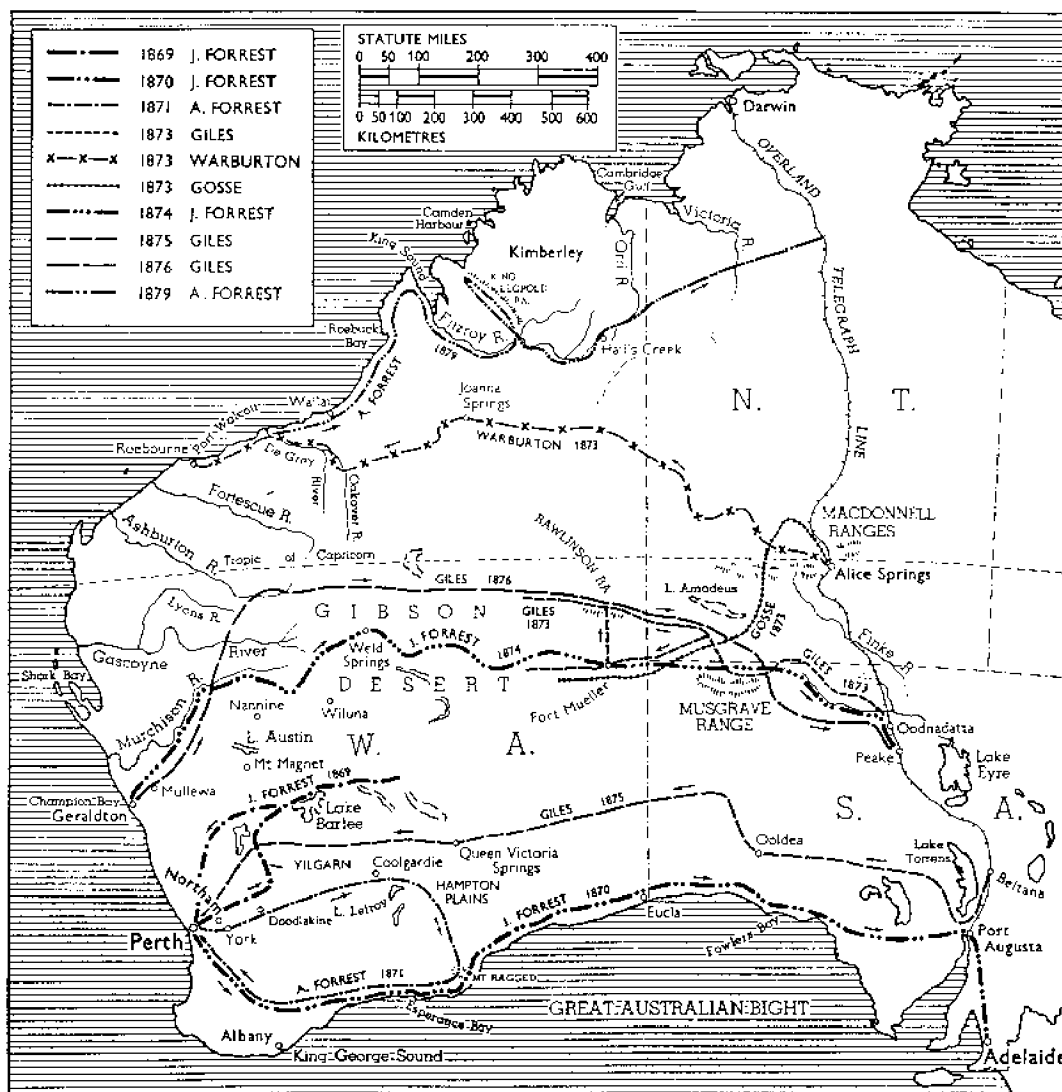 1869 J. FORREST
1870 J. FORREST
1871 A. FORREST
1873 GILES
1873 WARBURTON
1873 GOSSE
1874 J. FORREST
1875 GILES
1876 GILES
1879 A. FORREST
STATUTE MILES
0 50 100 200 300 400
0 50 100 200 300 400 500 600
KILOMETRES
Darwin
OVERLAND
TELEGRAPH
LINE
Cambridge
Gulf
Victoria R.
Camden
Harbour
King Sound
Kimberley
Ord R.
KING
LEOPOLD
RA.
Fitzroy R.
1879
A. FORREST
Roebuck
Bay
Hall's Creek
Joanna
Springs
N. T.
Wallal
WARBURTON 1873
Port Walcott
Roebourne
De Grey
River
Oakover R.
Fortescue R.
Ashburton R.
Tropic of Capricorn
RAWLINSON RA.
MACDONNELL
RANGES
Alice Springs
GILES 1876
L. Amadeus
Lyons R.
GIBSON
GILES
1873
GOSSE
1873
Finke R.
J. FORREST
1874
Gascoyne River
Weld
Springs
Shark Bay
DESERT
GILES
1873
Murchison R.
Nannine
Wiluna
Fort Mueller
MUSGRAVE
RANGE
Oodnadatta
L. Austin
W. A.
Peake
Lake
Eyre
Mt Magnet
Mullewa
J. FORREST 1869
Champion Bay
Geraldton
Lake
Barlee
GILES 1875
S. A.
Ooldea
Lake
Torrens
YILGARN
Coolgardie
Queen Victoria
Springs
Northam
HAMPTON
PLAINS
Beltana
L. Lefroy
Doodlakine
J. FORREST 1870
Eucla
Perth
York
Fowlers Bay
Port
Augusta
MT RAGGED
A. FORREST 1871
Esperance Bay
GREAT AUSTRALIAN BIGHT
Albany
King George Sound
Adelaide